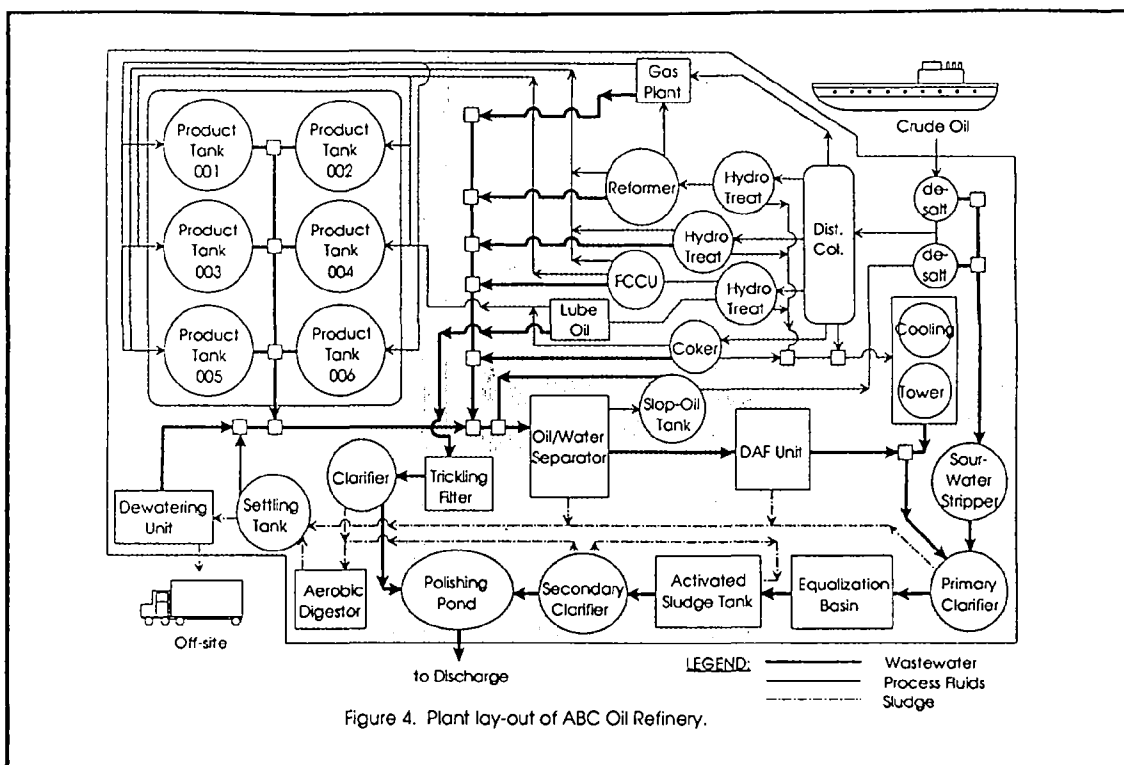 Gas
Plant
Crude Oil
Product
Tank
001
Product
Tank
002
Reformer
Hydro
Treat
Dist.
Col.
de-
salt
de-
salt
Product
Tank
003
Product
Tank
004
Hydro
Treat
FCCU
Hydro
Treat
Lube
Oil
Coker
Cooling
Tower
Product
Tank
005
Product
Tank
006
Slop-Oil
Tank
Oil/Water
Separator
DAF Unit
Sour-
Water
Stripper
Clarifier
Trickling
Filter
Dewatering
Unit
Settling
Tank
Aerobic
Digestor
Polishing
Pond
Secondary
Clarifier
Activated
Sludge Tank
Equalization
Basin
Primary
Clarifier
Off-site
to Discharge
LEGEND:
Wastewater
Process Fluids
Sludge
Figure 4. Plant lay-out of ABC Oil Refinery.